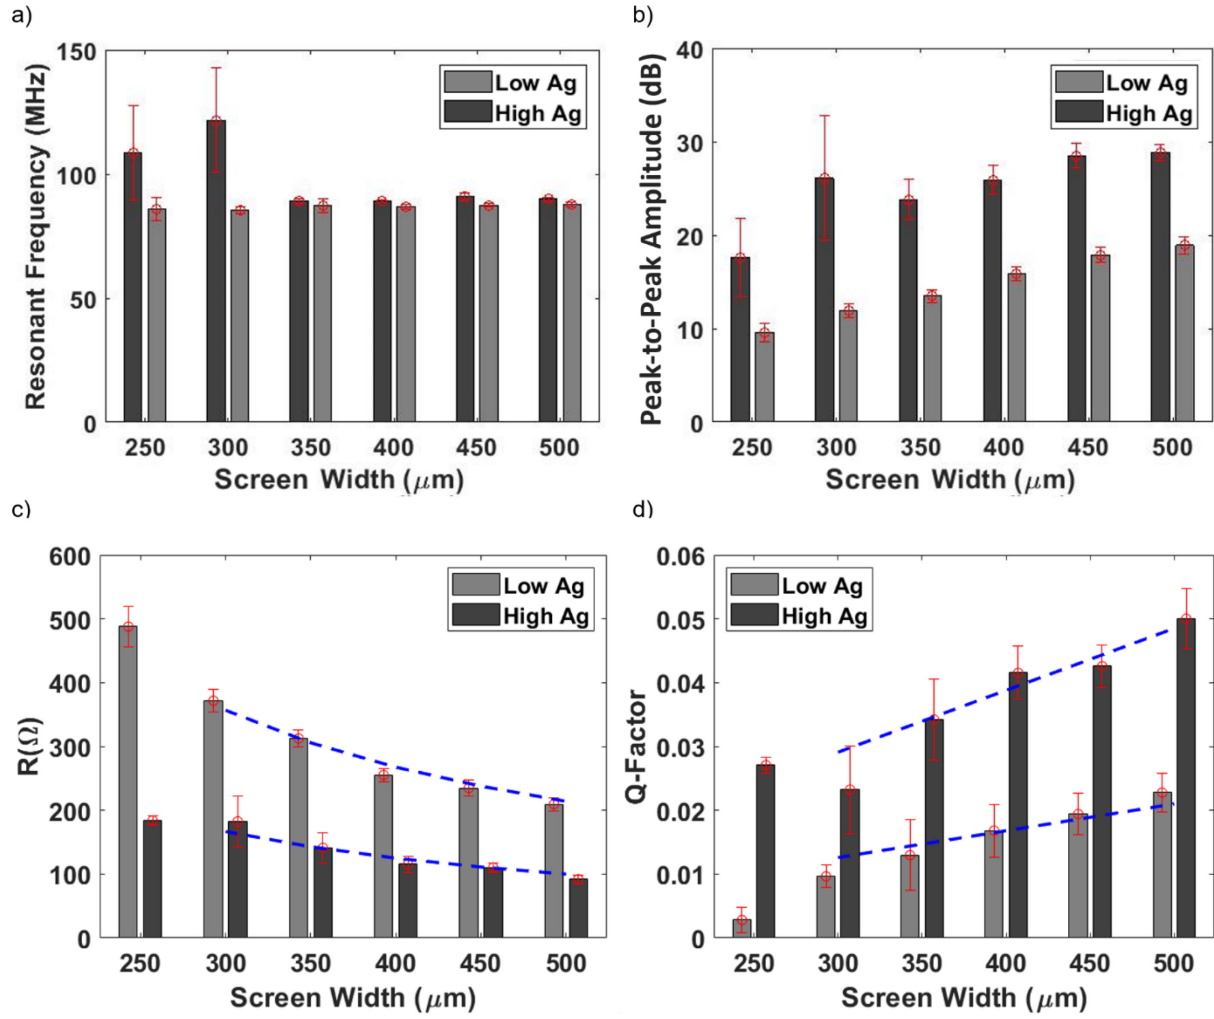 a)
150
100
50
0
Resonant Frequency (MHz)
Low Ag
High Ag
250 300 350 400 450 500
Screen Width (μm)
b)
40
30
20
10
0
Peak-to-Peak Amplitude (dB)
Low Ag
High Ag
250 300 350 400 450 500
Screen Width (μm)
c)
600
500
400
300
200
100
0
R(Ω)
Low Ag
High Ag
250 300 350 400 450 500
Screen Width (μm)
d)
0.06
0.05
0.04
0.03
0.02
0.01
0
Q-Factor
Low Ag
High Ag
250 300 350 400 450 500
Screen Width (μm)